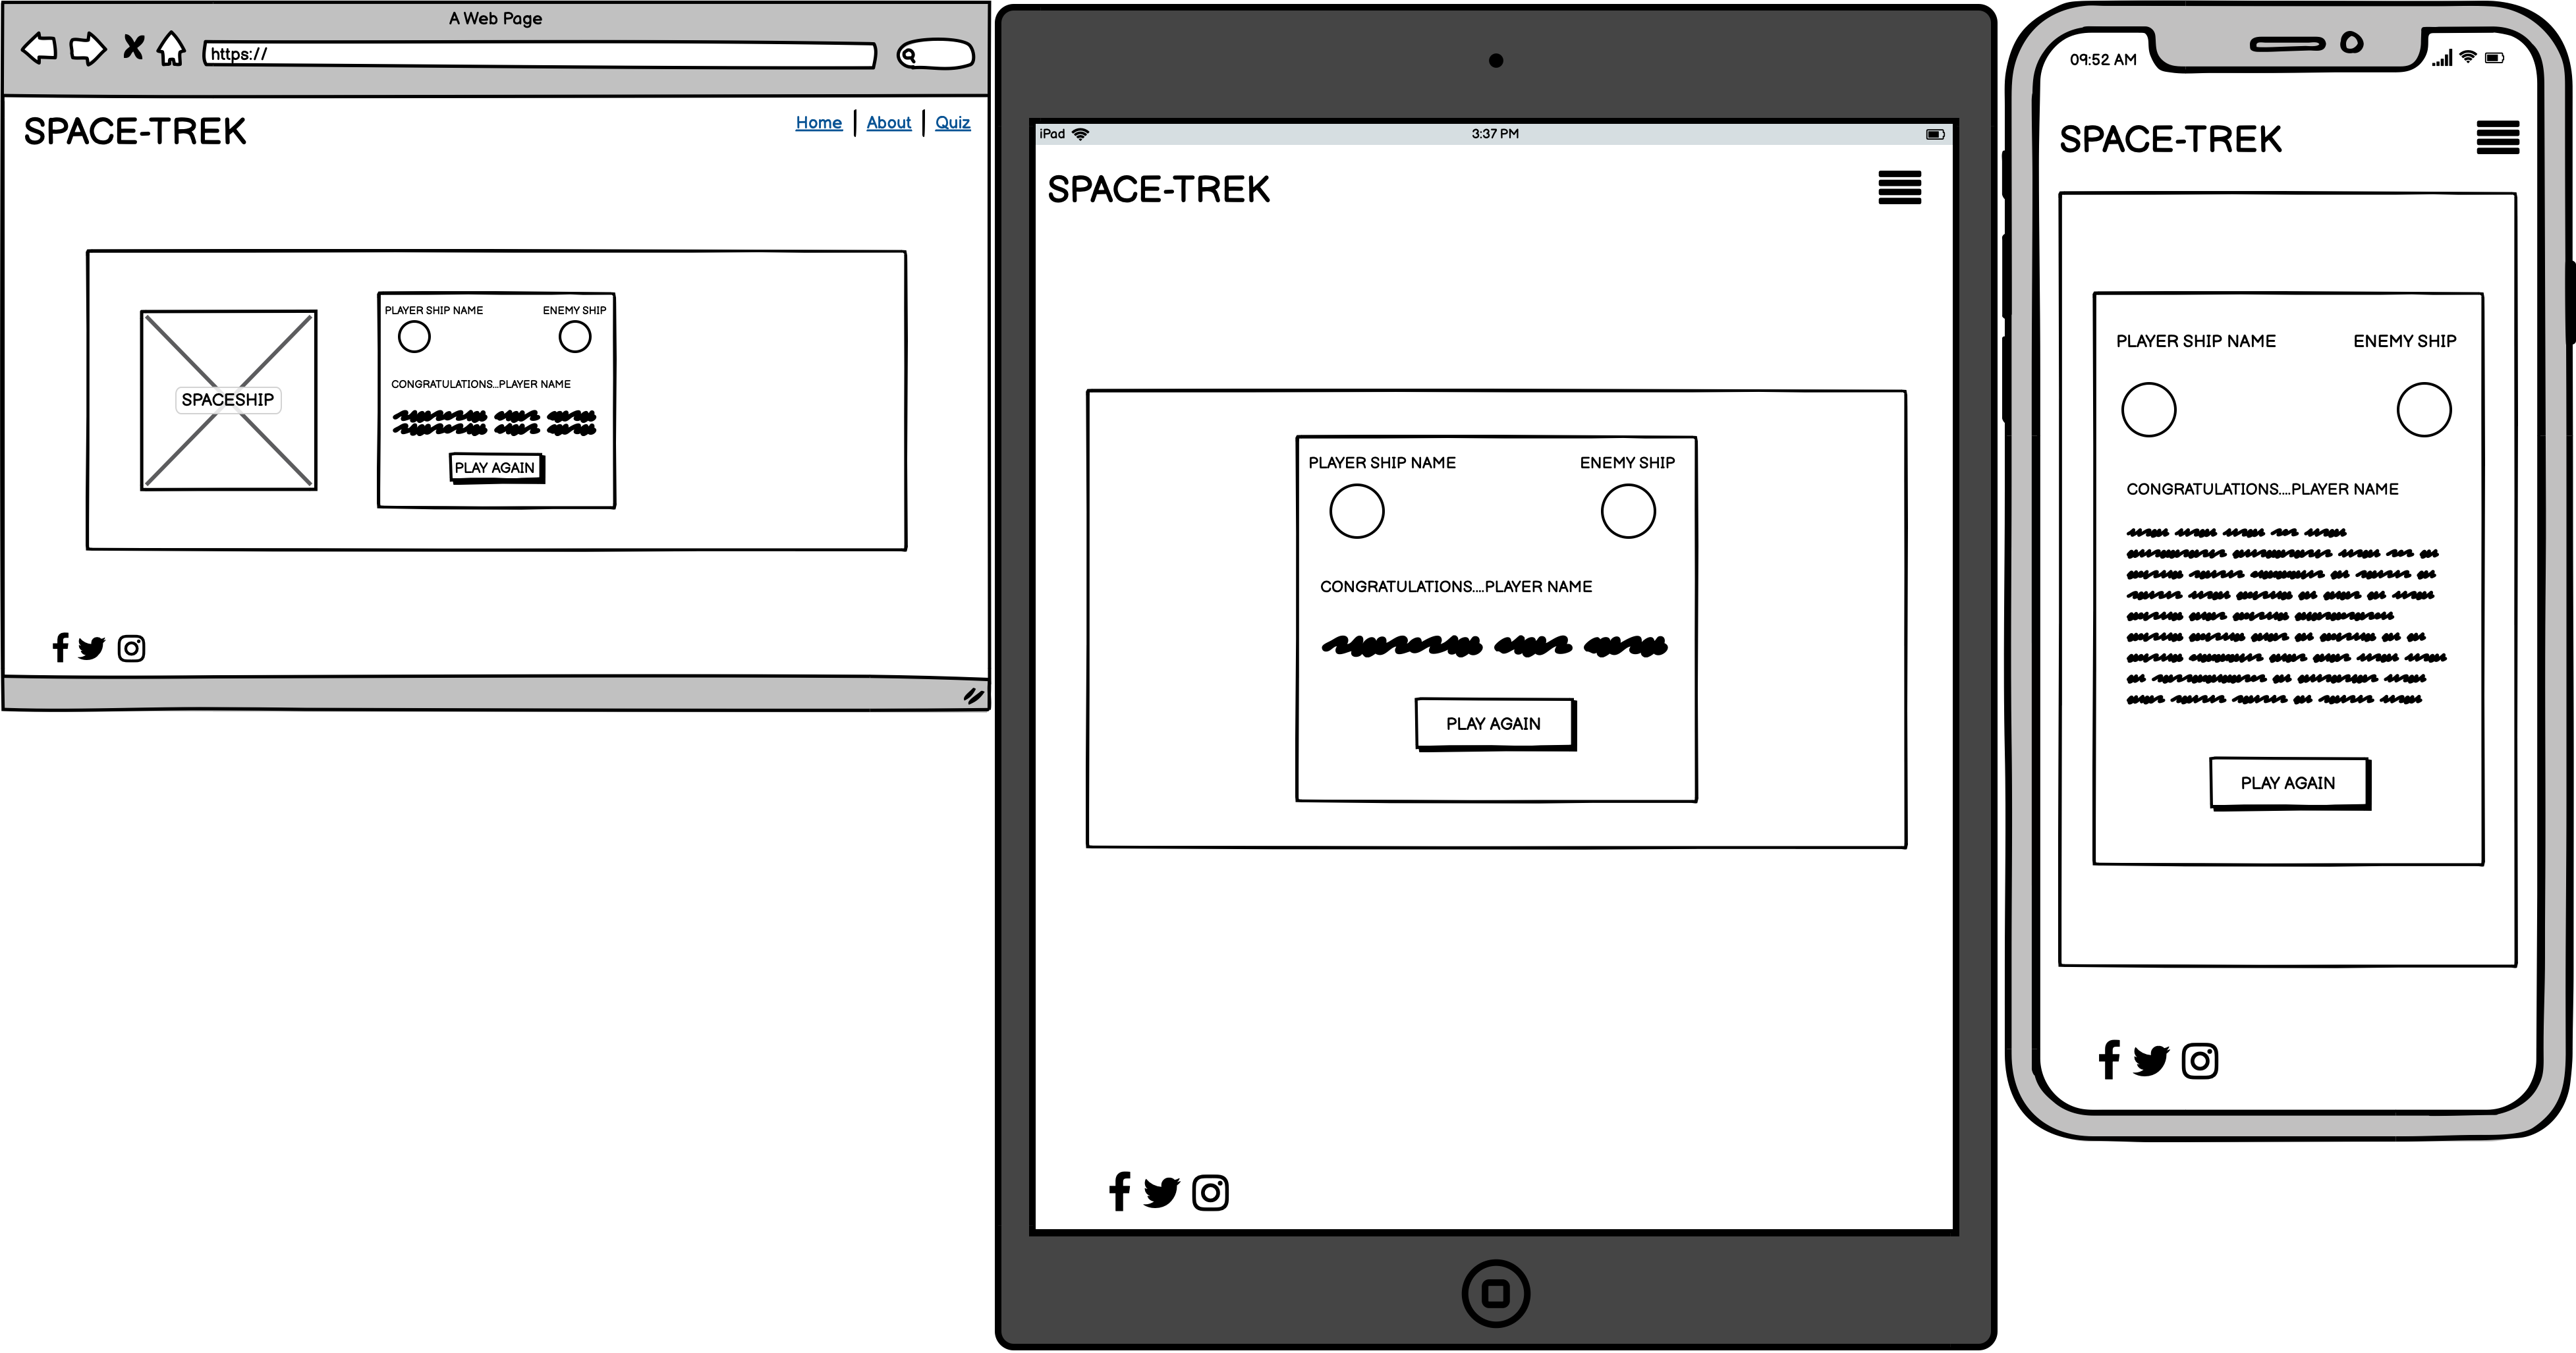 A Web Page
https://
SPACE-TREK
Home | About | Quiz
PLAYER SHIP NAME
ENEMY SHIP
SPACESHIP
CONGRATULATIONS...PLAYER NAME
PLAY AGAIN
iPad
3:37 PM
SPACE-TREK
PLAYER SHIP NAME
ENEMY SHIP
CONGRATULATIONS....PLAYER NAME
PLAY AGAIN
09:52 AM
SPACE-TREK
PLAYER SHIP NAME
ENEMY SHIP
CONGRATULATIONS....PLAYER NAME
PLAY AGAIN